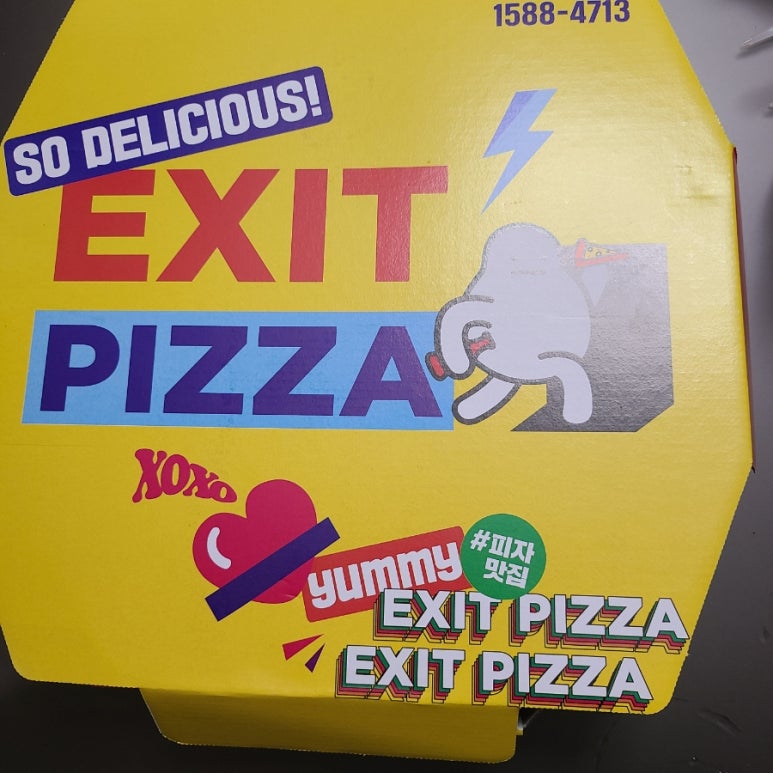 1588-4713
SO DELICIOUS!
EXIT
PIZZA
XOXO
yummy
#피자
맛집
EXIT PIZZA
EXIT PIZZA